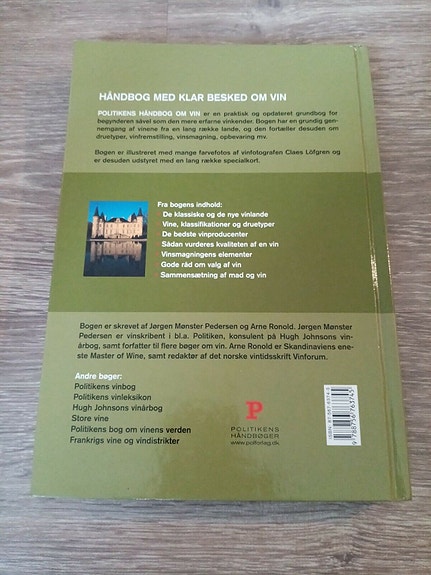 HÅNDBOG MED KLAR BESKED OM VIN
POLITIKENS HÅNDBOG OM VIN er en praktisk og opdateret grundbog for
begynderen såvel som den mere erfarne vinkender. Bogen har en grundig gen-
nemgang af vinene fra en lang række lande, og den fortæller desuden om
druetyper, vinfremstilling, vinsmagning, opbevaring mv.
Bogen er illustreret med mange farvefotos af vinfotografen Claes Löfgren og
er desuden udstyret med en lang række specialkort.
Fra bogens indhold:
De klassiske og de nye vinlande
Vine, klassifikationer og druetyper
De bedste vinproducenter
Sådan vurderes kvaliteten af en vin
Vinsmagningens elementer
Gode råd om valg af vin
Sammensætning af mad og vin
Bogen er skrevet af Jørgen Mønster Pedersen og Arne Ronold. Jørgen Mønster
Pedersen er vinskribent i bl.a. Politiken, konsulent på Hugh Johnsons vin-
årbog, samt forfatter til flere bøger om vin. Arne Ronold er Skandinaviens ene-
ste Master of Wine, samt redaktør af det norske vintidsskrift Vinforum.
Andre bøger:
Politikens vinbog
Politikens vinleksikon
Hugh Johnsons vinårbog
Store vine
Politikens bog om vinens verden
Frankrigs vine og vindistrikter
P
POLITIKENS
HÅNDBØGER
www.polforlag.dk
9788756763745